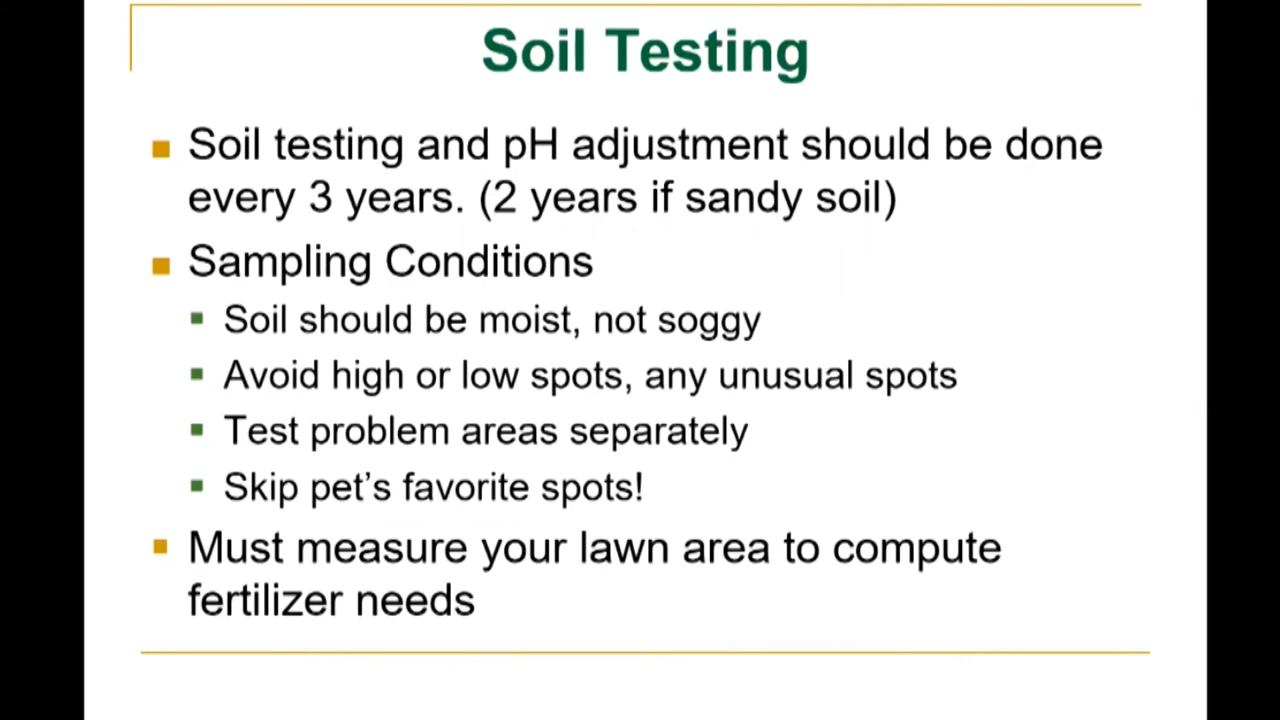 Soil Testing
Soil testing and pH adjustment should be done
every 3 years. (2 years if sandy soil)
Sampling Conditions
Soil should be moist, not soggy
Avoid high or low spots, any unusual spots
Test problem areas separately
Skip pet’s favorite spots!
Must measure your lawn area to compute
fertilizer needs